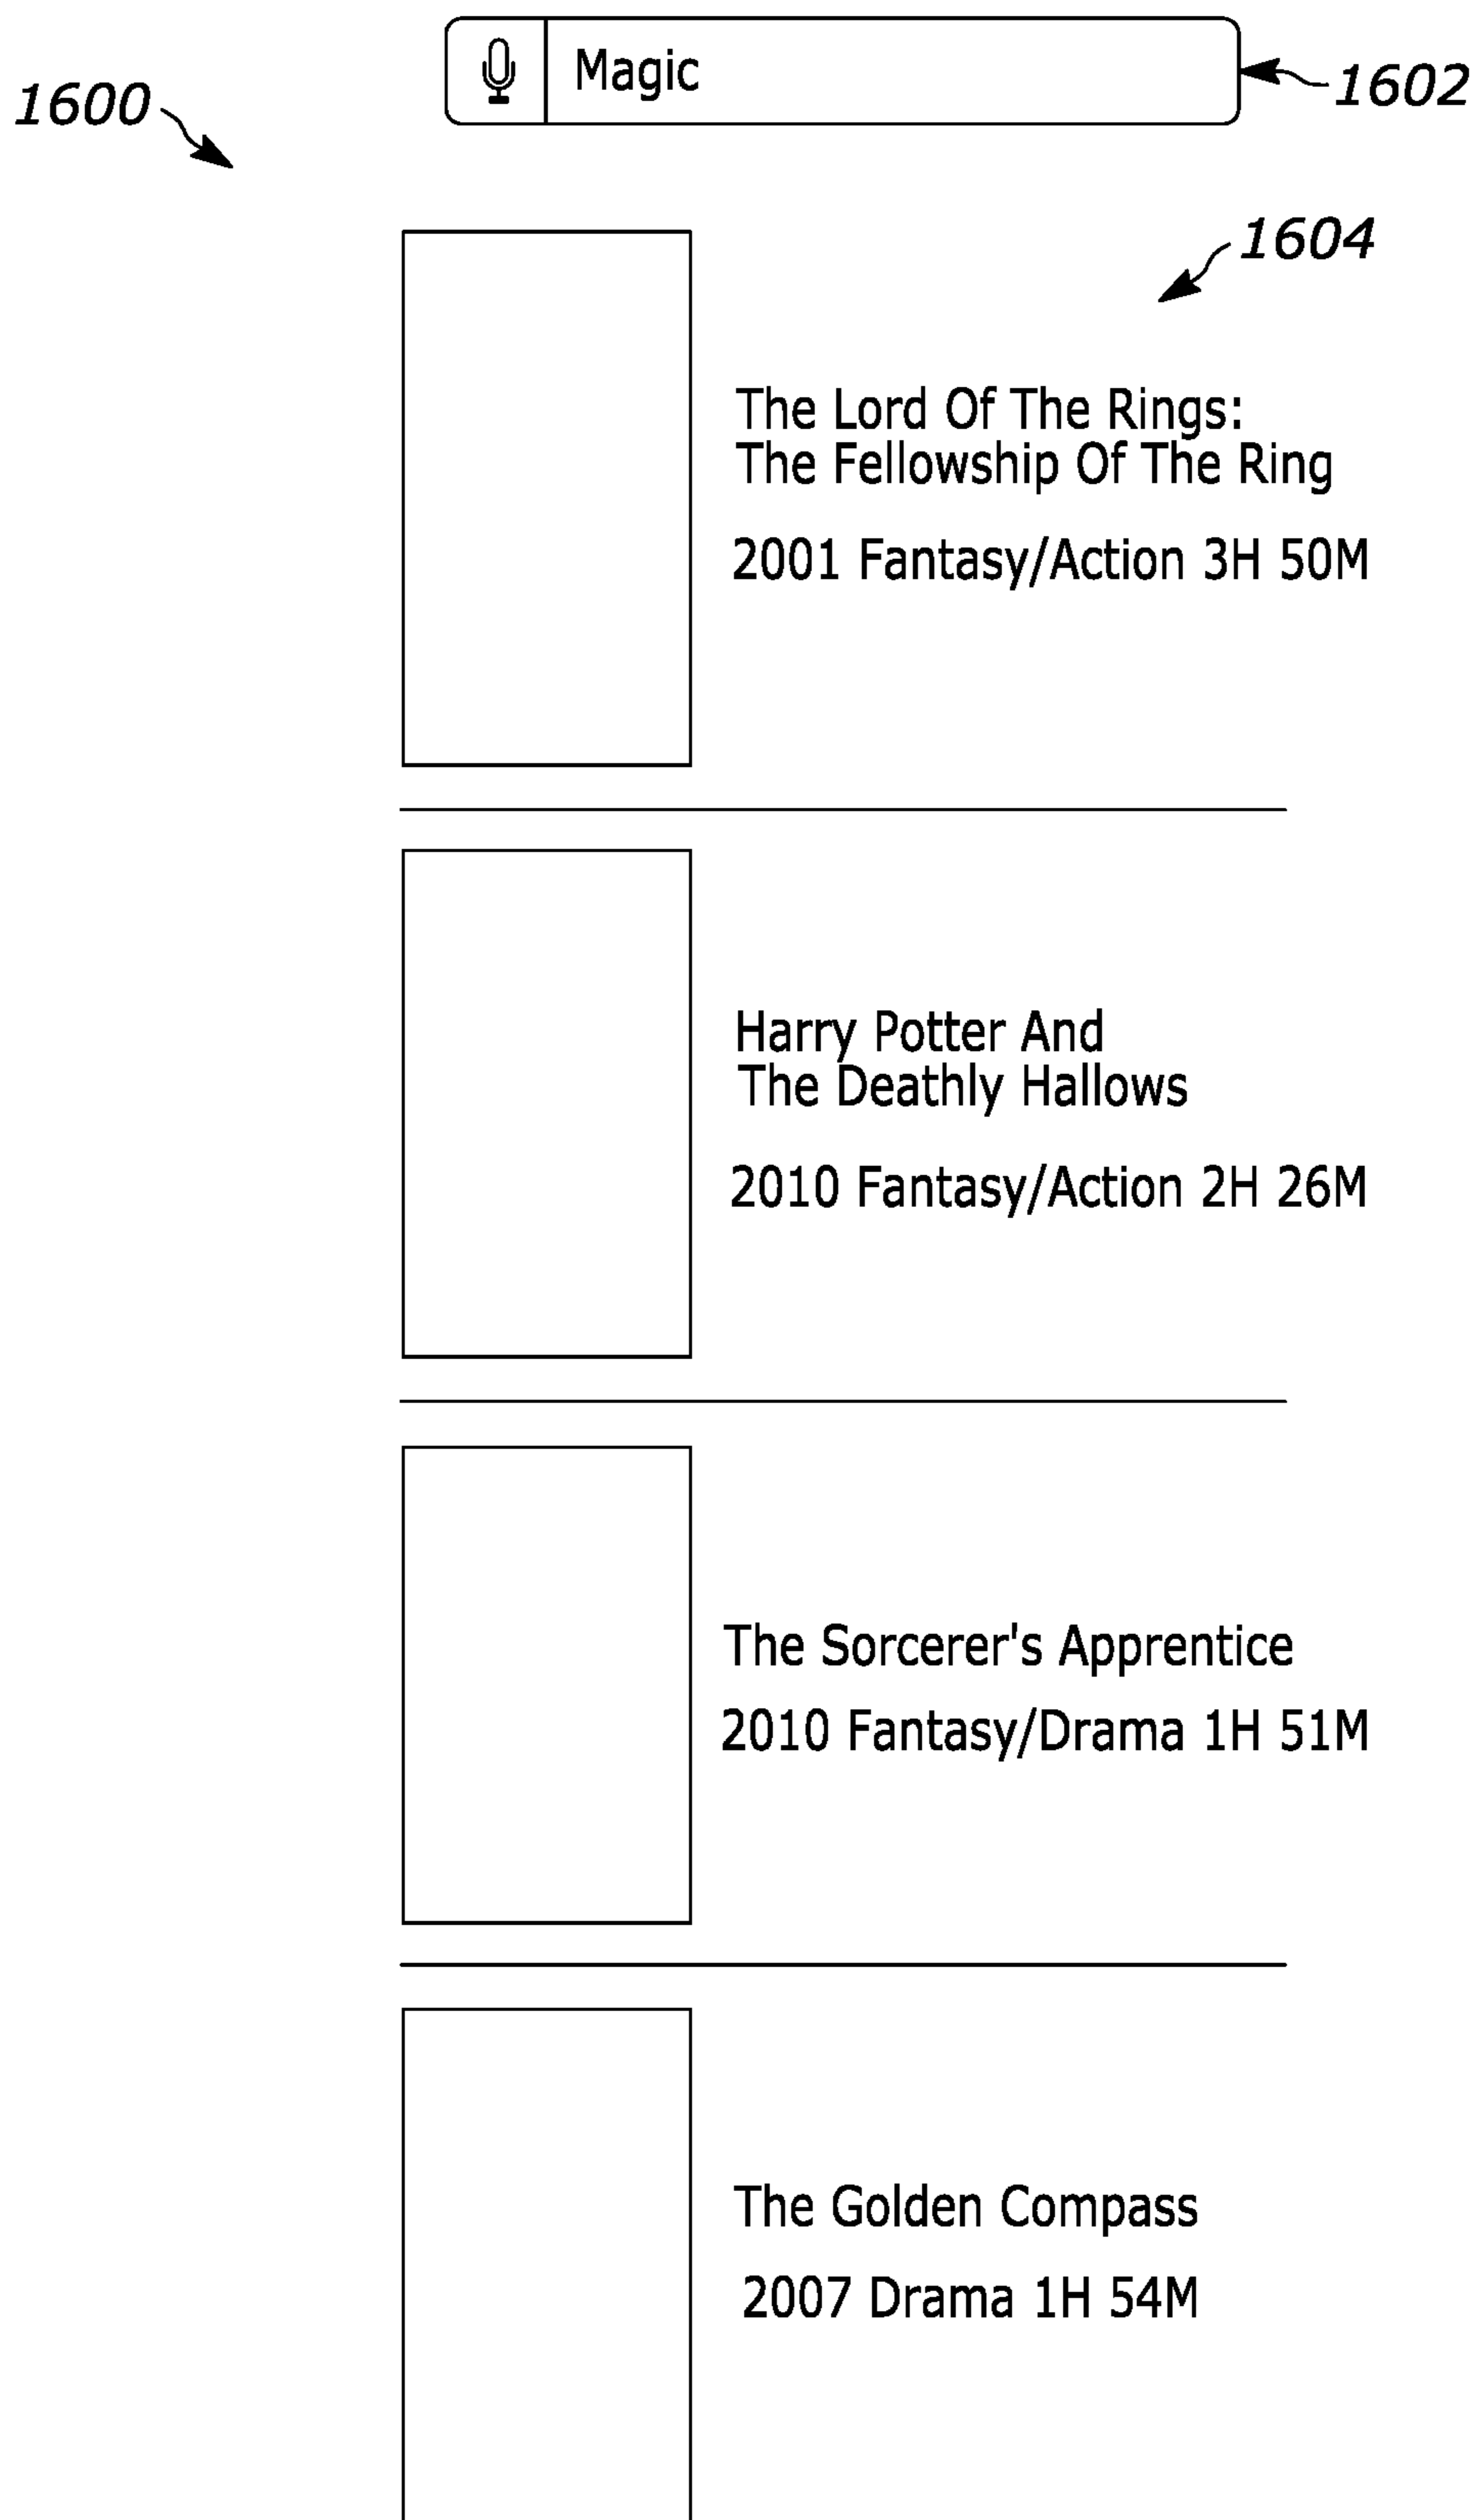 Magic
1600
1602
1604
The Lord Of The Rings:
The Fellowship Of The Ring
2001 Fantasy/Action 3H 50M
Harry Potter And
The Deathly Hallows
2010 Fantasy/Action 2H 26M
The Sorcerer's Apprentice
2010 Fantasy/Drama 1H 51M
The Golden Compass
2007 Drama 1H 54M